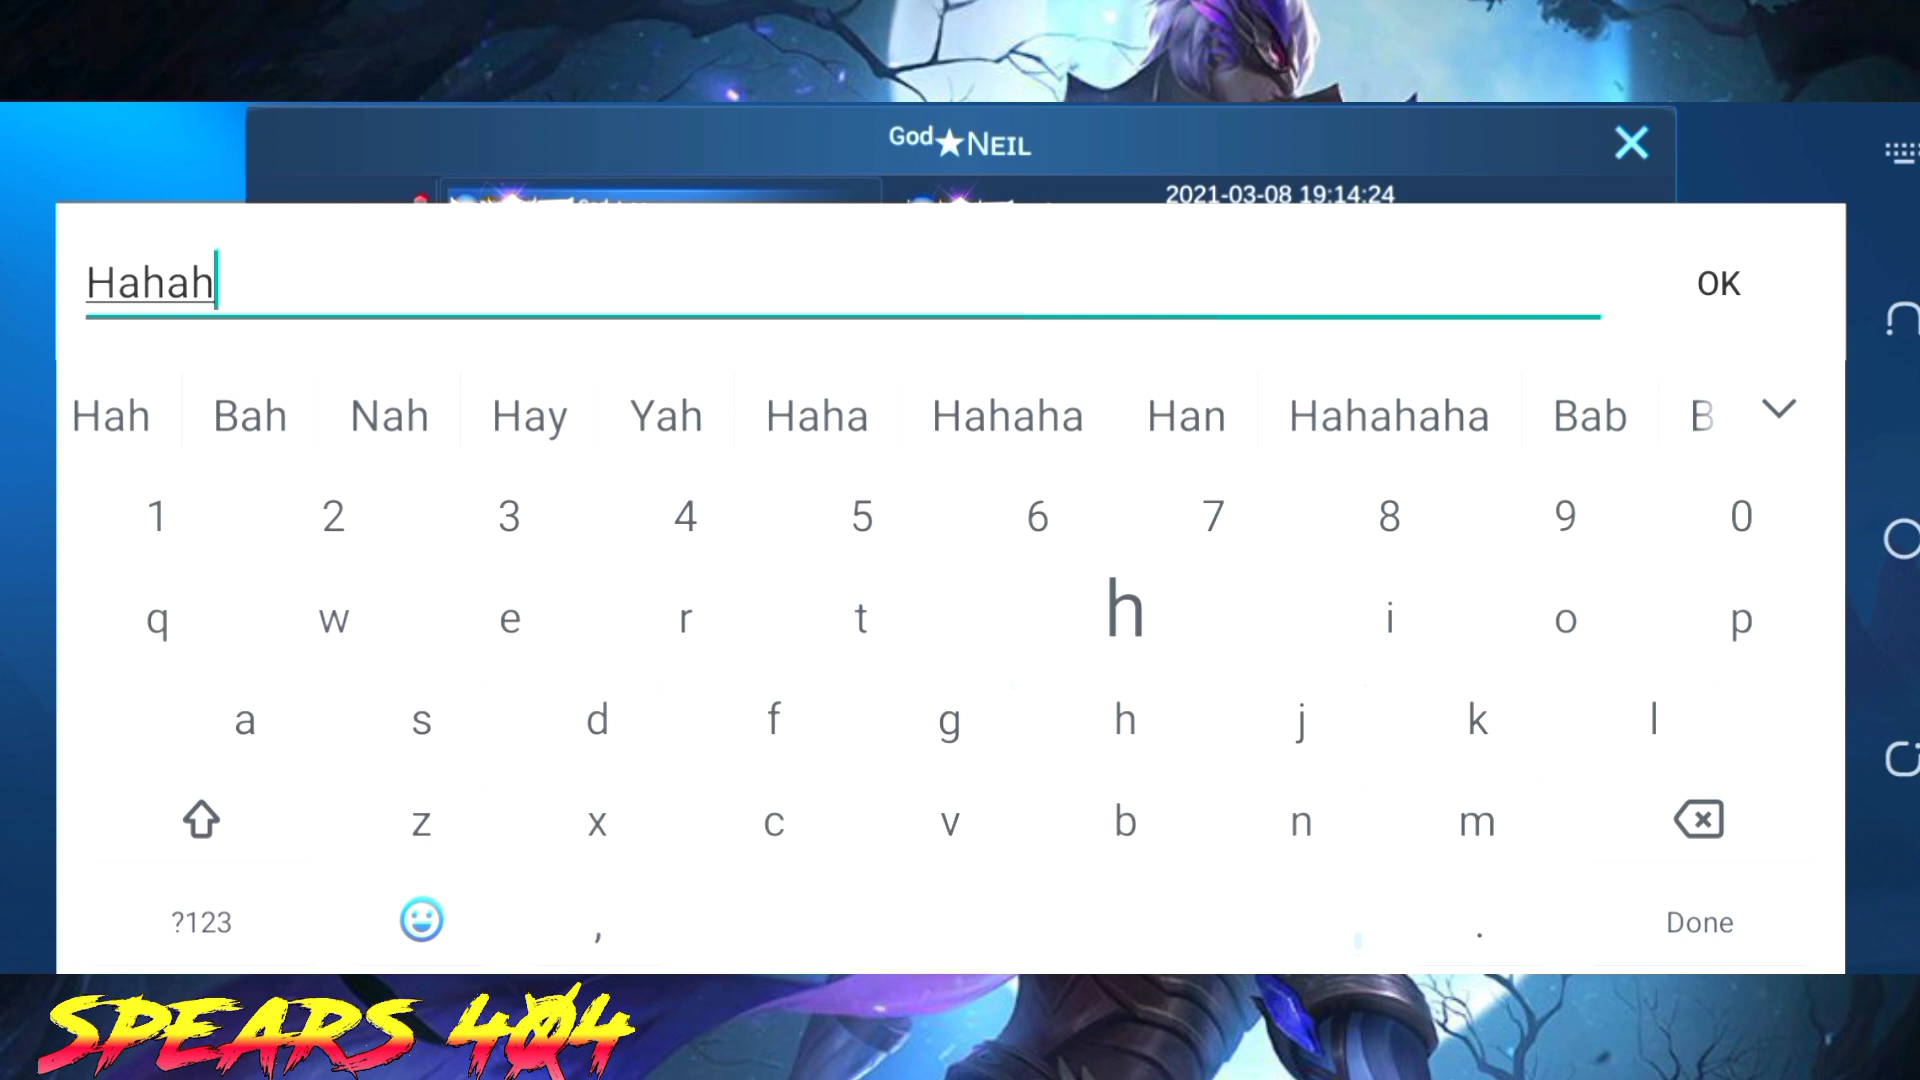 God★NEIL
2021-03-08 19:14:24
Hahah
OK
Hah Bah Nah Hay Yah Haha Hahaha Han Hahahaha Bab B
1 2 3 4 5 6 7 8 9 0
q w e r t h i o p
a s d f g h j k l
z x c v b n m
?123 , . Done
SPEARS 404